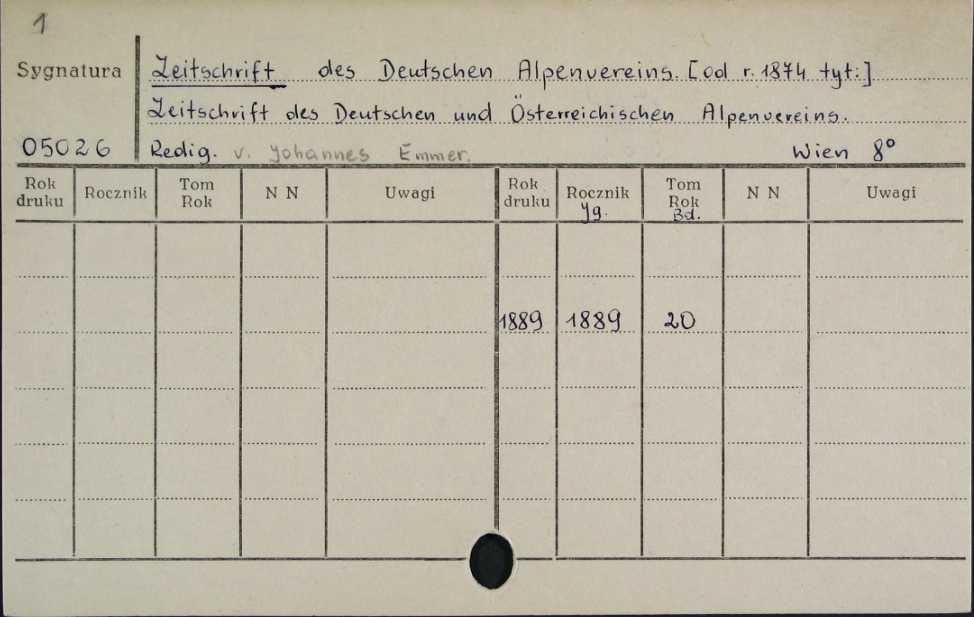 1
Sygnatura
Zeitschrift des Deutschen Alpenvereins. [od r. 1874 tyt:]
Zeitschrift des Deutschen und Österreichischen Alpenvereins.
05026 Redig. v. Johannes Emmer. Wien 8°
Rok druku Rocznik Tom Rok N N Uwagi Rok druku Rocznik Jg. Tom Rok Bd. N N Uwagi
1889 1889 20